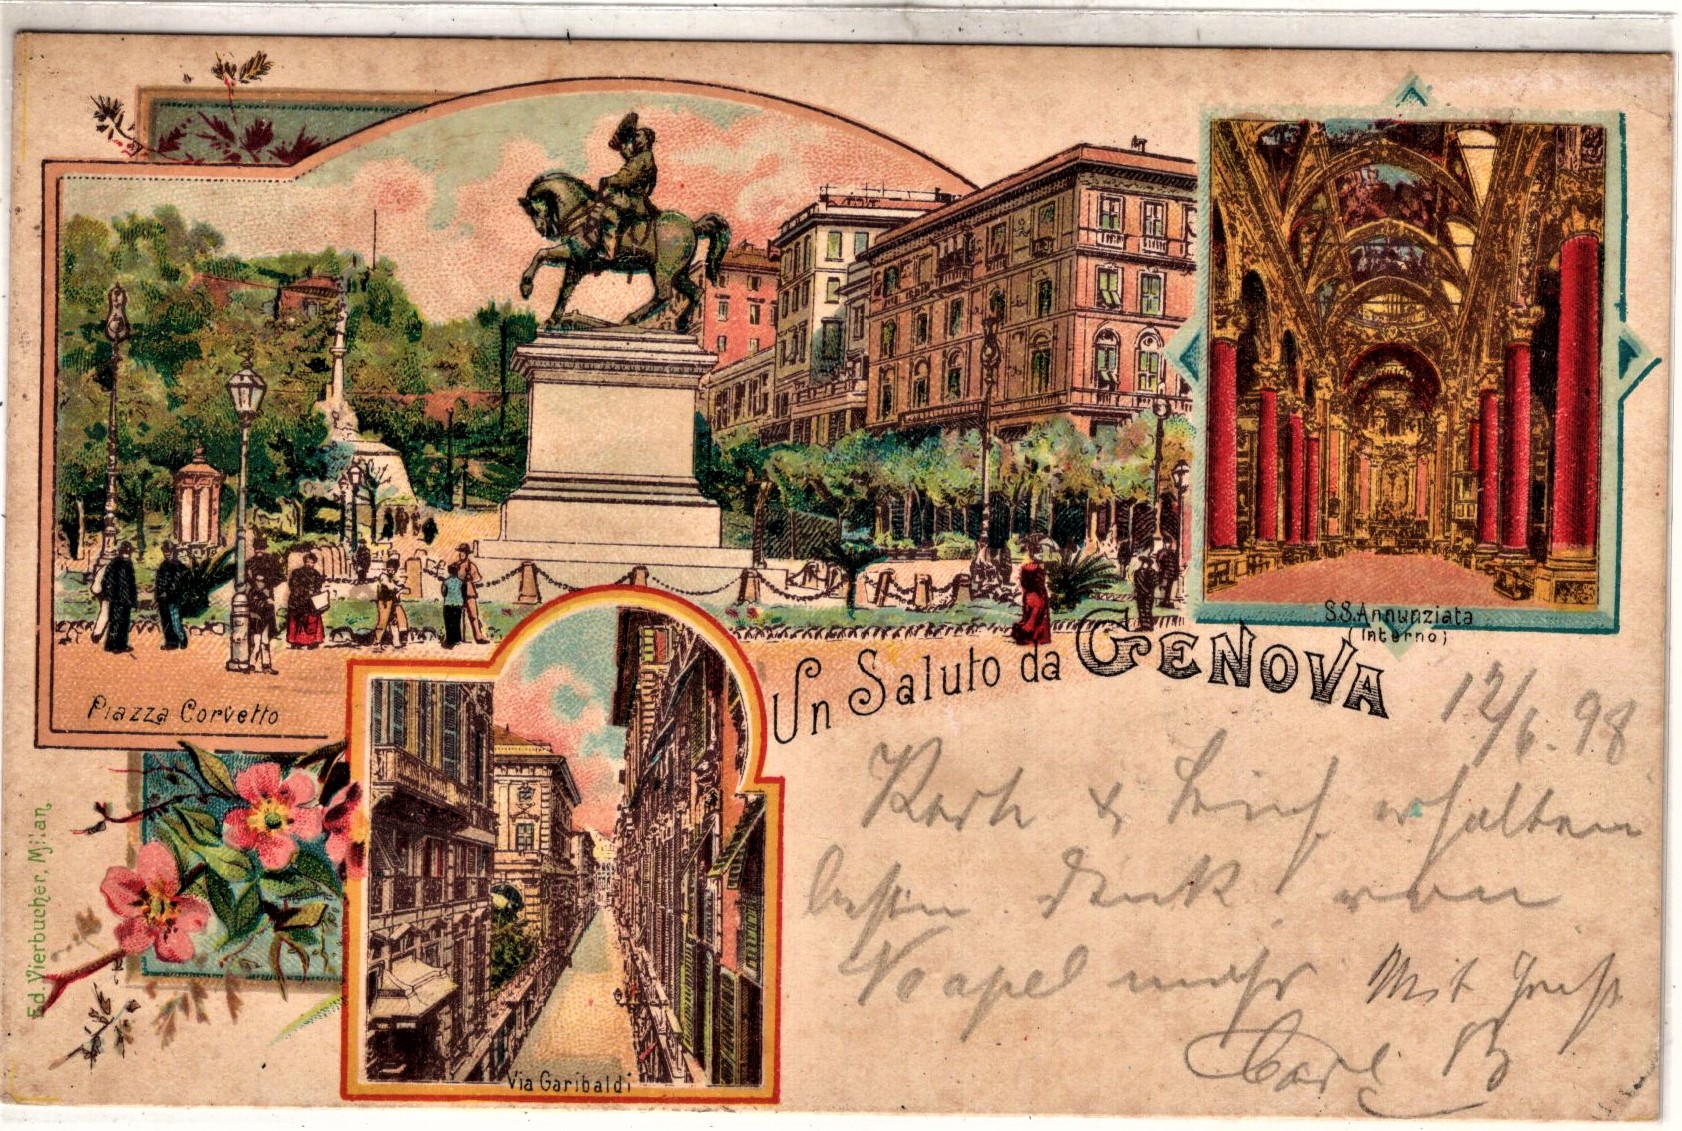 S.S. Annunziata
(Interno)
Un Saluto da GENOVA
Piazza Corvetto
Via Garibaldi
Ed. Vierbucher, Milan,
12/6. 98
Karte & Brief erhalten
besten Dank! von
Neapel mehr Mit Gruß
Carl B